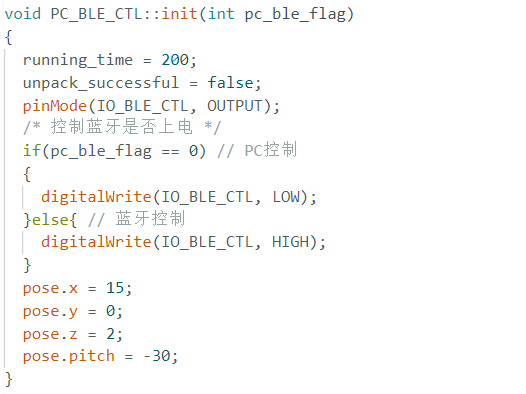 void PC_BLE_CTL::init(int pc_ble_flag)
{
  running_time = 200;
  unpack_successful = false;
  pinMode(IO_BLE_CTL, OUTPUT);
  /* 控制蓝牙是否上电 */
  if(pc_ble_flag == 0) // PC控制
  {
    digitalWrite(IO_BLE_CTL, LOW);
  }else{ // 蓝牙控制
    digitalWrite(IO_BLE_CTL, HIGH);
  }
  pose.x = 15;
  pose.y = 0;
  pose.z = 2;
  pose.pitch = -30;
}